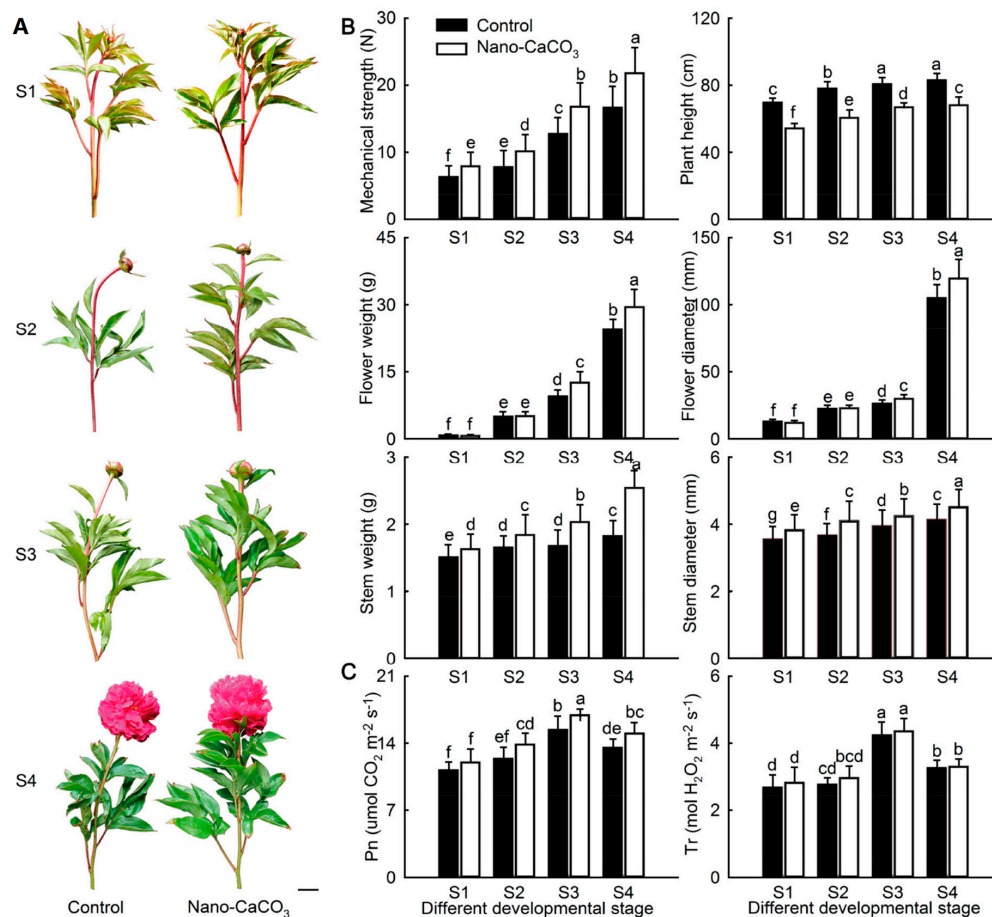 A
S1
S2
S3
S4
Control
Nano-CaCO₃
B
Control
Nano-CaCO₃
Mechanical strength (N)
30
20
10
0
f e e d c b b a
S1 S2 S3 S4
Plant height (cm)
120
80
40
0
c f b e a d a c
S1 S2 S3 S4
Flower weight (g)
45
30
15
0
f f e e d c b a
S1 S2 S3 S4
Flower diameter (mm)
150
100
50
0
f f e e d c b a
S1 S2 S3 S4
Stem weight (g)
3
2
1
0
e d d c d b c a
S1 S2 S3 S4
Stem diameter (mm)
6
4
2
0
g e f c d b c a
S1 S2 S3 S4
C
Pn (umol CO₂ m⁻² s⁻¹)
21
14
7
0
f f ef cd b a de bc
S1 S2 S3 S4
Different developmental stage
Tr (mol H₂O₂ m⁻² s⁻¹)
6
4
2
0
d d cd bcd a a b b
S1 S2 S3 S4
Different developmental stage